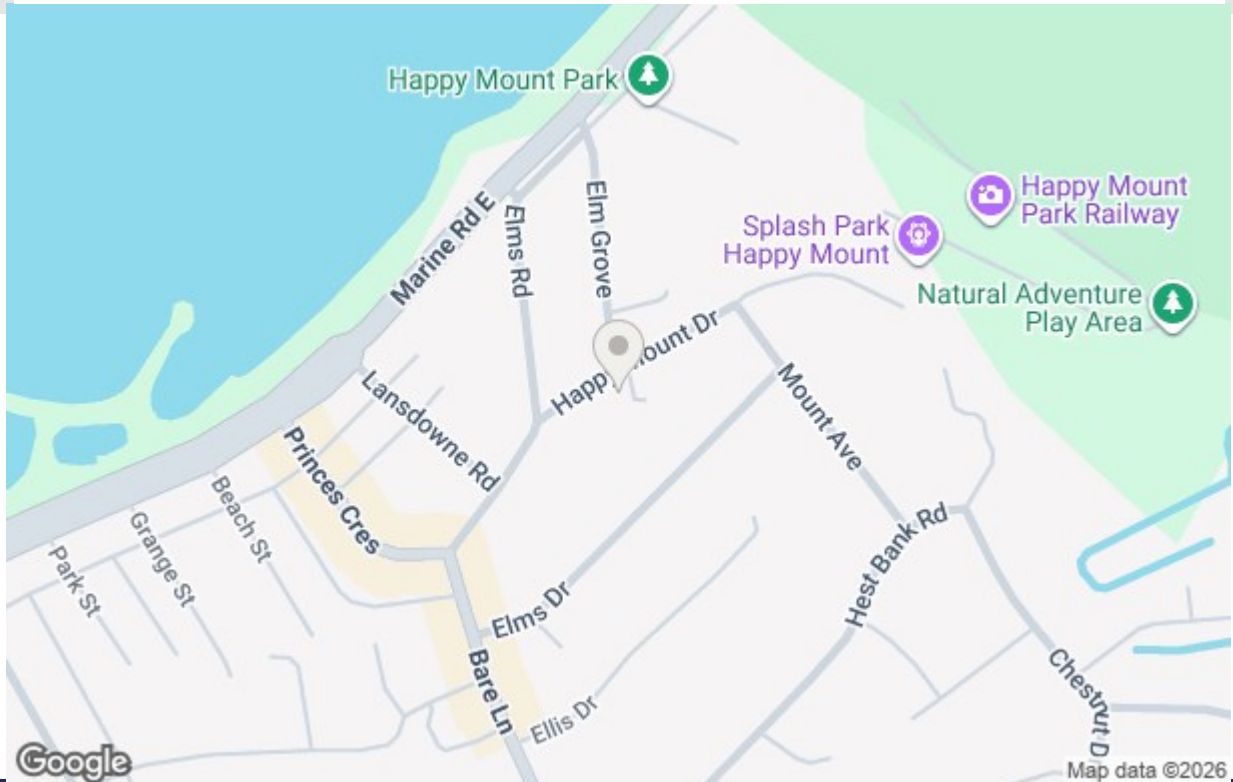 Happy Mount Park
Happy Mount
Park Railway
Splash Park
Happy Mount
Natural Adventure
Play Area
Marine Rd E
Elms Rd
Elm Grove
Happy Mount Dr
Lansdowne Rd
Mount Ave
Princes Cres
Beach St
Grange St
Park St
Hest Bank Rd
Elms Dr
Bare Ln
Ellis Dr
Chestnut D
Google
Map data ©2026